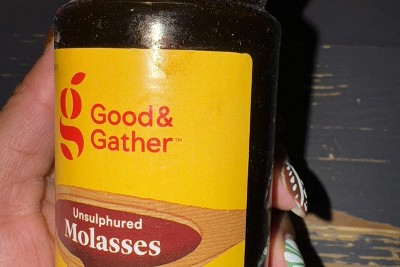 Good&
Gather™
Unsulphured
Molasses